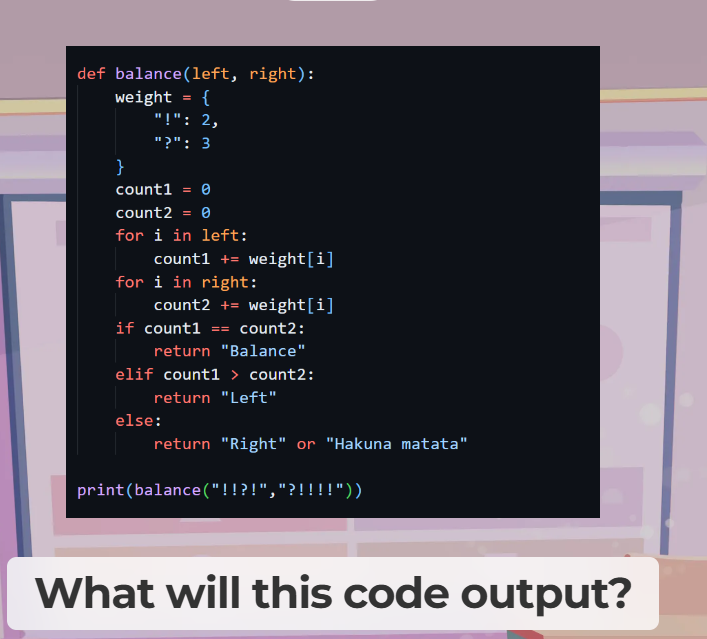 def balance(left, right):
    weight = {
        "!": 2,
        "?": 3
    }
    count1 = 0
    count2 = 0
    for i in left:
        count1 += weight[i]
    for i in right:
        count2 += weight[i]
    if count1 == count2:
        return "Balance"
    elif count1 > count2:
        return "Left"
    else:
        return "Right" or "Hakuna matata"
print(balance("!!?!","?!!!!"))
What will this code output?